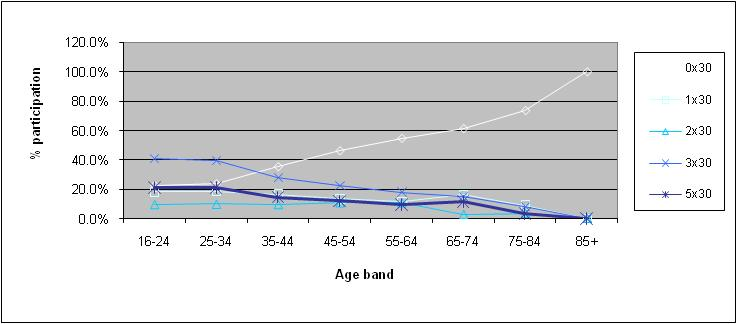 120.0%
100.0%
80.0%
60.0%
40.0%
20.0%
0.0%
% participation
16-24 25-34 35-44 45-54 55-64 65-74 75-84 85+
Age band
0x30
1x30
2x30
3x30
5x30